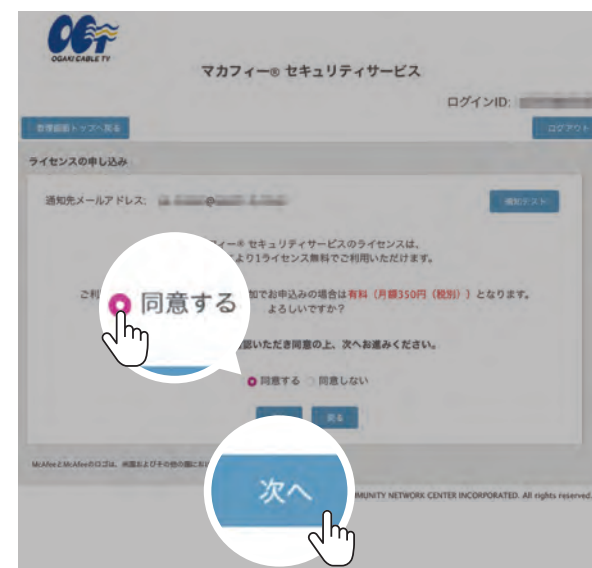 OCT
OGAKI CABLE TV
マカフィー® セキュリティサービス
ログインID:
管理画面トップへ戻る
ログアウト
ライセンスの申し込み
通知先メールアドレス:
通知テスト
フィー® セキュリティサービスのライセンスは、
より1ライセンス無料でご利用いただけます。
ご利
加でお申込みの場合は有料（月額350円（税別））となります。
よろしいですか？
同意する
認いただき同意の上、次へお進みください。
同意する 同意しない
戻る
McAfeeとMcAfeeのロゴは、米国およびその他の国にお
次へ
MMUNITY NETWORK CENTER INCORPORATED. All rights reserved.